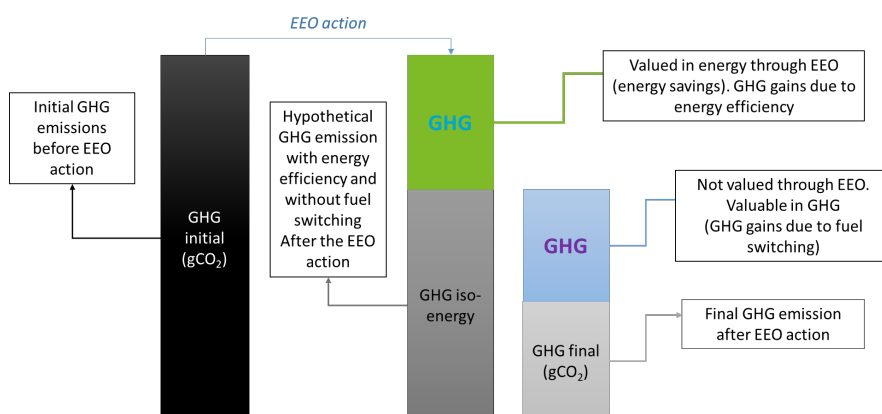 EEO action
Initial GHG
emissions
before EEO
action
GHG
initial
(gCO₂)
Hypothetical
GHG emission
with energy
efficiency and
without fuel
switching
After the EEO
action
GHG
GHG iso-
energy
Valued in energy through EEO
(energy savings). GHG gains due to
energy efficiency
GHG
GHG final
(gCO₂)
Not valued through EEO.
Valuable in GHG
(GHG gains due to fuel
switching)
Final GHG emission
after EEO action